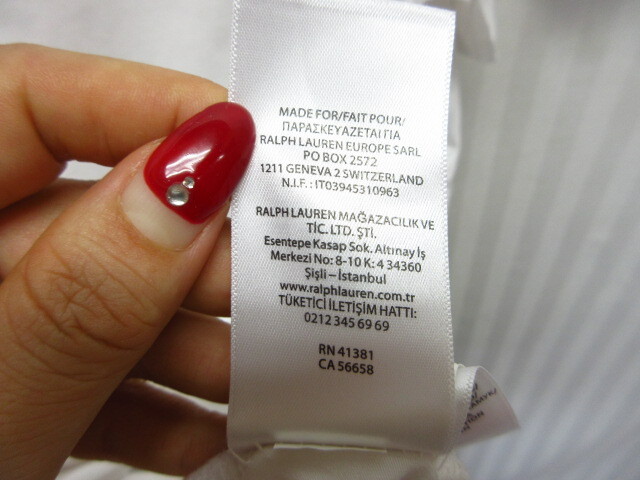 MADE FOR/FAIT POUR/
ΠΑΡΑΣΚΕΥΑΖΕΤΑΙ ΓΙΑ
RALPH LAUREN EUROPE SARL
PO BOX 2572
1211 GENEVA 2 SWITZERLAND
N.I.F. : IT03945310963
RALPH LAUREN MAĞAZACILIK VE
TİC. LTD. ŞTİ.
Esentepe Kasap Sok. Altınay İş
Merkezi No: 8-10 K: 4 34360
Şişli – İstanbul
www.ralphlauren.com.tr
TÜKETİCİ İLETİŞİM HATTI:
0212 345 69 69
RN 41381
CA 56658